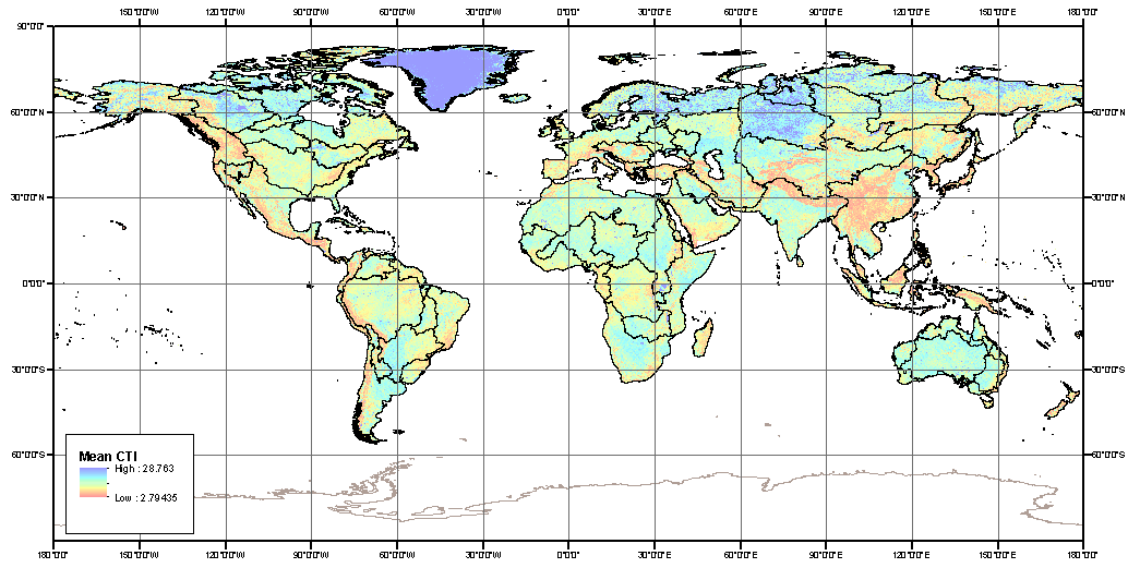 150°0'0"W 120°0'0"W 90°0'0"W 60°0'0"W 30°0'0"W 0°0'0" 30°0'0"E 60°0'0"E 90°0'0"E 120°0'0"E 150°0'0"E 180°0'0"
90°0'0"N
60°0'0"N 60°0'0"N
30°0'0"N 30°0'0"N
0°0'0" 0°0'0"
30°0'0"S 30°0'0"S
60°0'0"S 60°0'0"S
Mean CTI
High : 28.763
Low : 2.79435
180°0'0" 150°0'0"W 120°0'0"W 90°0'0"W 60°0'0"W 30°0'0"W 0°0'0" 30°0'0"E 60°0'0"E 90°0'0"E 120°0'0"E 150°0'0"E 180°0'0"